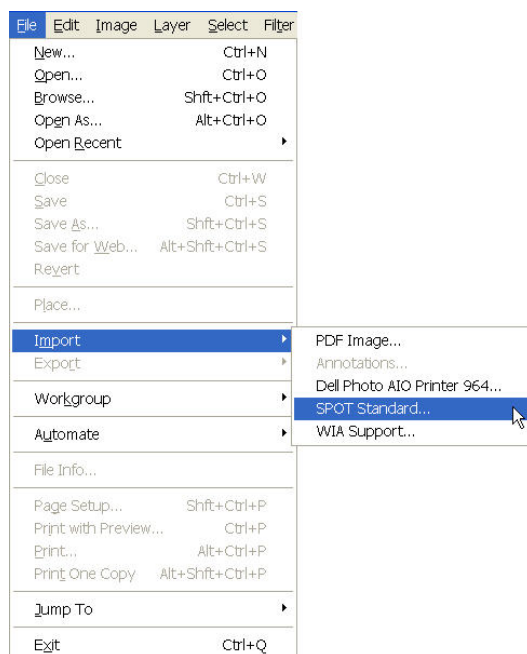 File Edit Image Layer Select Filter
New... Ctrl+N
Open... Ctrl+O
Browse... Shft+Ctrl+O
Open As... Alt+Ctrl+O
Open Recent
Close Ctrl+W
Save Ctrl+S
Save As... Shft+Ctrl+S
Save for Web... Alt+Shft+Ctrl+S
Revert
Place...
Import
Export
Workgroup
Automate
File Info...
Page Setup... Shft+Ctrl+P
Print with Preview... Ctrl+P
Print... Alt+Ctrl+P
Print One Copy Alt+Shft+Ctrl+P
Jump To
Exit Ctrl+Q
PDF Image...
Annotations...
Dell Photo AIO Printer 964...
SPOT Standard...
WIA Support...